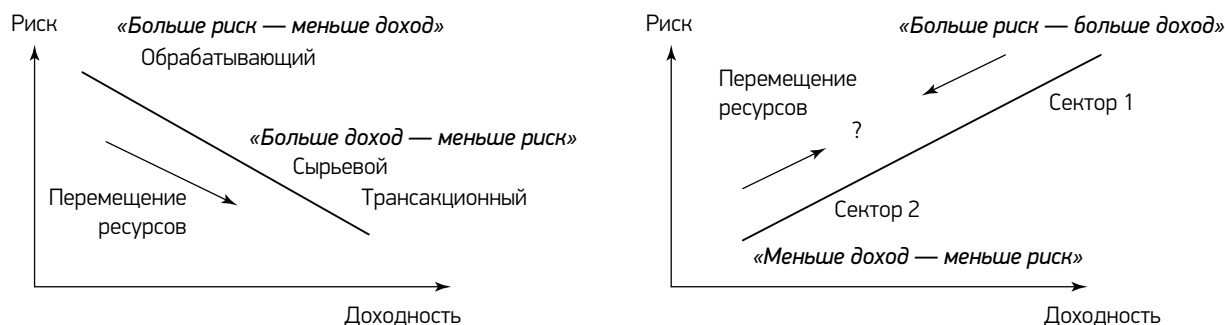 Риск
«Больше риск — меньше доход»
Обрабатывающий
«Больше доход — меньше риск»
Сырьевой
Перемещение
ресурсов
Трансакционный
Доходность
Риск
«Больше риск — больше доход»
Перемещение
ресурсов
Сектор 1
?
Сектор 2
«Меньше доход — меньше риск»
Доходность